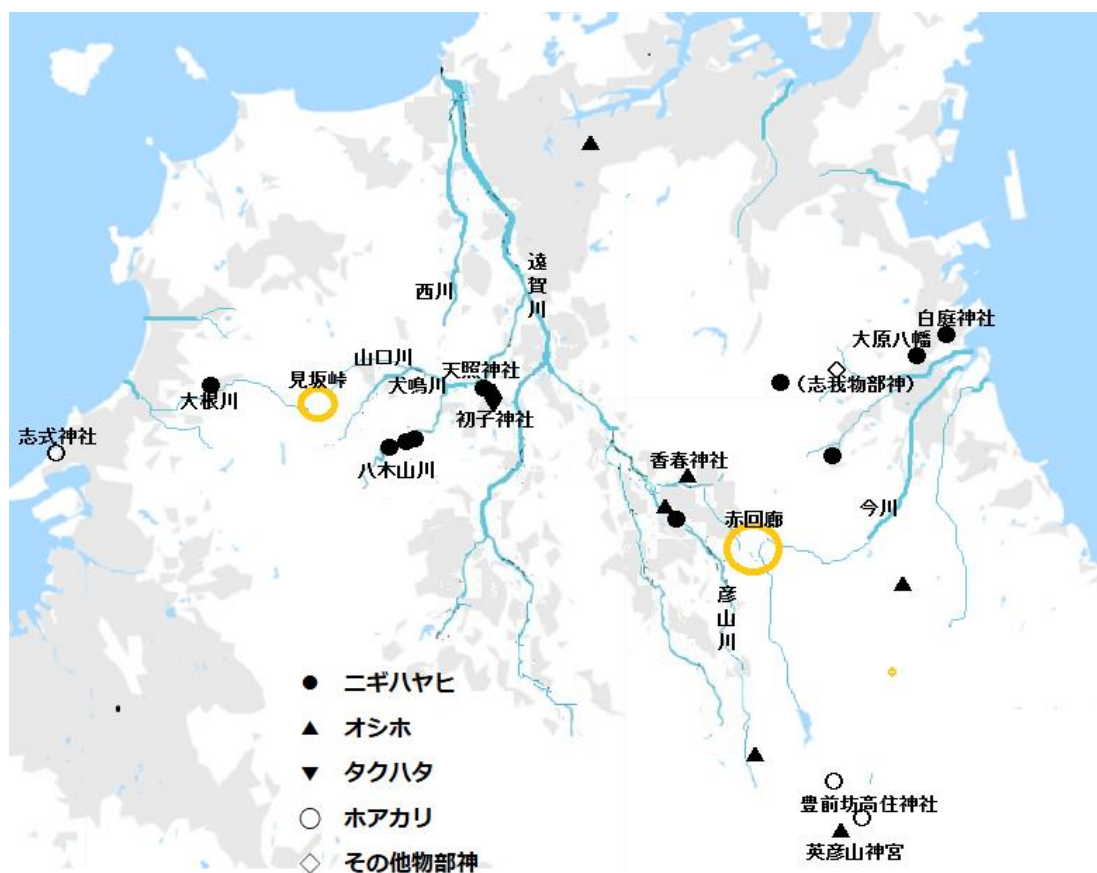 遠賀川
西川
白庭神社
大原八幡
山口川
天照神社
見坂峠
犬鳴川
(志我物部神)
大根川
初子神社
志式神社
八木山川
香春神社
今川
赤回廊
彦山川
● ニギハヤヒ
▲ オシホ
▼ タクハタ
○ ホアカリ
◇ その他物部神
豊前坊高住神社
英彦山神宮